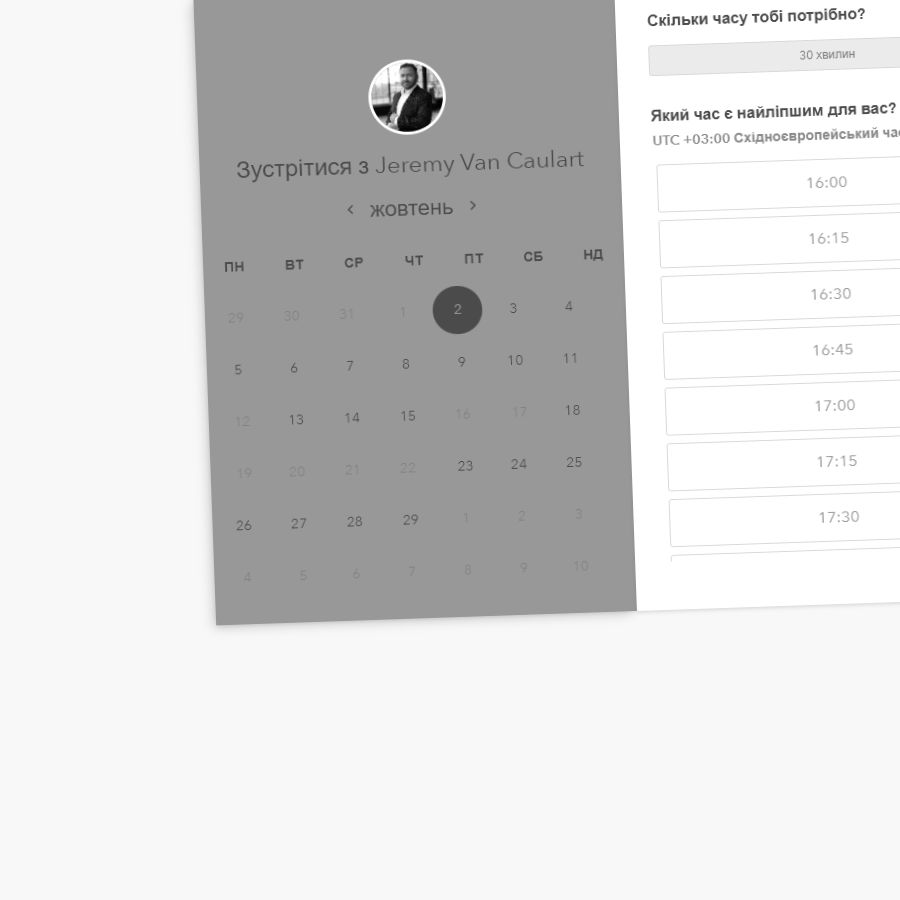 Зустрітися з Jeremy Van Caulart
‹ жовтень ›
ПН ВТ СР ЧТ ПТ СБ НД
29 30 31 1 2 3 4
5 6 7 8 9 10 11
12 13 14 15 16 17 18
19 20 21 22 23 24 25
26 27 28 29 1 2 3
4 5 6 7 8 9 10
Скільки часу тобі потрібно?
30 хвилин
Який час є найліпшим для вас?
UTC +03:00 Східноєвропейський
16:00
16:15
16:30
16:45
17:00
17:15
17:30